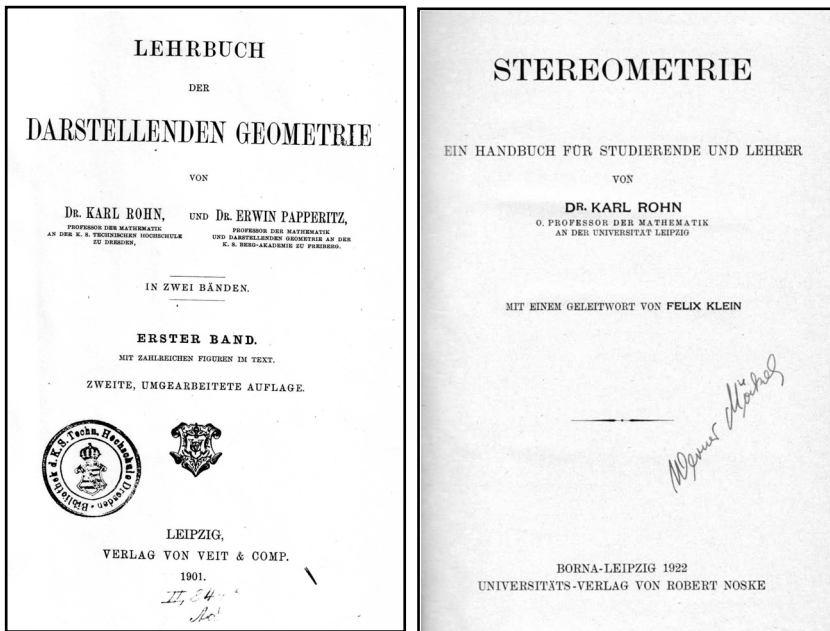 LEHRBUCH
DER
DARSTELLENDEN GEOMETRIE
VON
DR. KARL ROHN, UND DR. ERWIN PAPPERITZ,
PROFESSOR DER MATHEMATIK
AN DER K. S. TECHNISCHEN HOCHSCHULE
ZU DRESDEN,
PROFESSOR DER MATHEMATIK
UND DARSTELLENDEN GEOMETRIE AN DER
K. S. BERG-AKADEMIE ZU FREIBERG.
IN ZWEI BÄNDEN.
ERSTER BAND.
MIT ZAHLREICHEN FIGUREN IM TEXT.
ZWEITE, UMGEARBEITETE AUFLAGE.
Bibliothek d. K. S. Techn. Hochschule Dresden
LEIPZIG,
VERLAG VON VEIT & COMP.
1901.
STEREOMETRIE
EIN HANDBUCH FÜR STUDIERENDE UND LEHRER
VON
DR. KARL ROHN
O. PROFESSOR DER MATHEMATIK
AN DER UNIVERSITÄT LEIPZIG
MIT EINEM GELEITWORT VON FELIX KLEIN
Werner
BORNA-LEIPZIG 1922
UNIVERSITÄTS-VERLAG VON ROBERT NOSKE